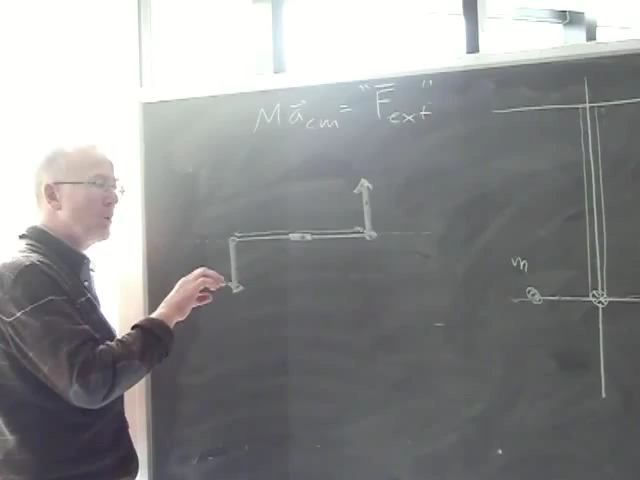 M a⃗cm = "F⃗ext"
m